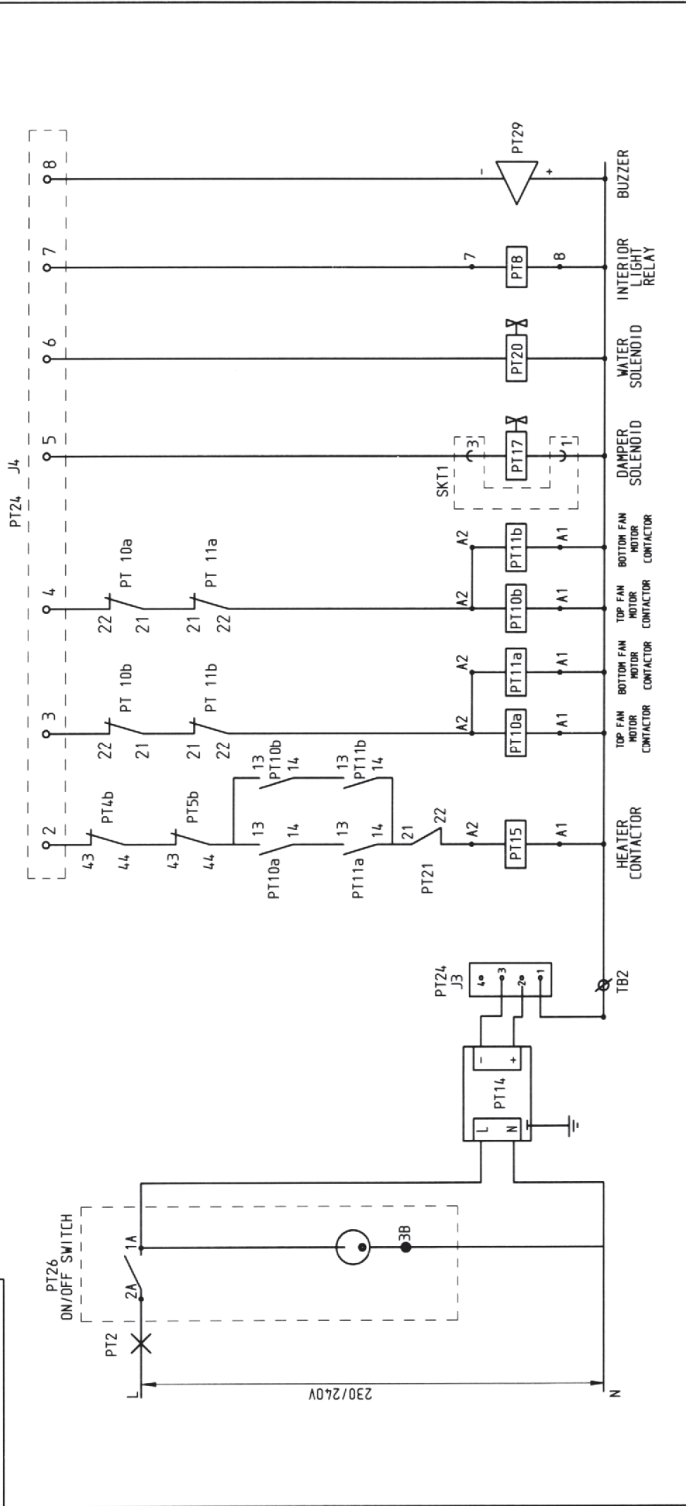 PT24
J4
2
3
4
5
6
7
8
43
PT4b
44
43
PT5b
44
13
PT10a
14
13
PT11a
14
13
PT10b
14
13
PT11b
14
21
22
PT21
A2
PT15
A1
HEATER
CONTACTOR
22
PT 10b
21
21
PT 11b
22
A2
A2
PT10a
PT11a
A1
A1
TOP FAN
MOTOR
CONTACTOR
BOTTOM FAN
MOTOR
CONTACTOR
22
PT 10a
21
21
PT 11a
22
A2
A2
PT10b
PT11b
A1
A1
TOP FAN
MOTOR
CONTACTOR
BOTTOM FAN
MOTOR
CONTACTOR
SKT1
3
PT17
1
DAMPER
SOLENOID
PT20
WATER
SOLENOID
7
PT8
8
INTERIOR
LIGHT
RELAY
-
PT29
+
BUZZER
PT26
ON/OFF SWITCH
PT2
2A
1A
3B
L
230/240V
N
L
N
PT14
-
+
PT24
J3
4
3
2
1
TB2